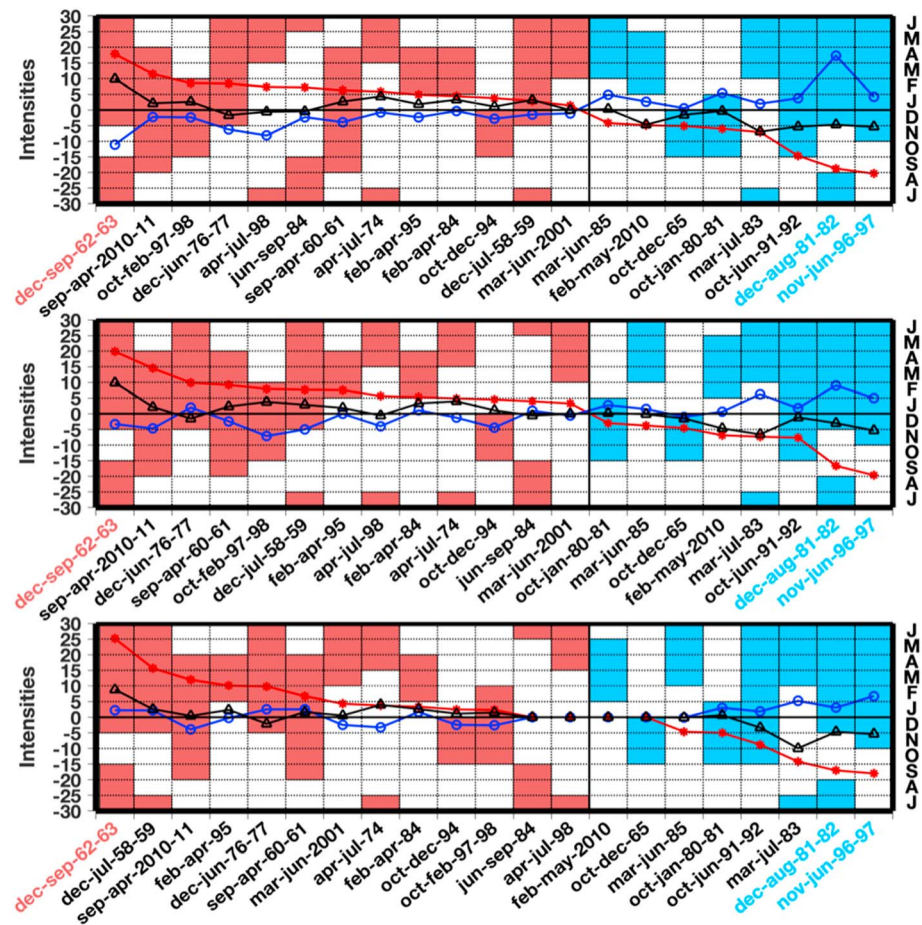 30 J
25 M
20 A
15 M
10 F
5 J
0 D
-5 N
-10 O
-15 S
-20 A
-25 J
-30
Intensities
dec-sep-62-63
sep-apr-2010-11
oct-feb-97-98
dec-jun-76-77
apr-jul-98
jun-sep-84
sep-apr-60-61
apr-jul-74
feb-apr-95
feb-apr-84
oct-dec-94
dec-jul-58-59
mar-jun-2001
mar-jun-85
feb-may-2010
oct-dec-65
oct-jan-80-81
mar-jul-83
oct-jun-91-92
dec-aug-81-82
nov-jun-96-97
30 J
25 M
20 A
15 M
10 F
5 J
0 D
-5 N
-10 O
-15 S
-20 A
-25 J
-30
Intensities
dec-sep-62-63
sep-apr-2010-11
dec-jun-76-77
sep-apr-60-61
oct-feb-97-98
dec-jul-58-59
feb-apr-95
apr-jul-98
feb-apr-84
apr-jul-74
oct-dec-94
jun-sep-84
mar-jun-2001
oct-jan-80-81
mar-jun-85
oct-dec-65
feb-may-2010
mar-jul-83
oct-jun-91-92
dec-aug-81-82
nov-jun-96-97
30 J
25 M
20 A
15 M
10 F
5 J
0 D
-5 N
-10 O
-15 S
-20 A
-25 J
-30
Intensities
dec-sep-62-63
dec-jul-58-59
sep-apr-2010-11
feb-apr-95
dec-jun-76-77
sep-apr-60-61
mar-jun-2001
apr-jul-74
feb-apr-84
oct-dec-94
oct-feb-97-98
jun-sep-84
apr-jul-98
feb-may-2010
oct-dec-65
mar-jun-85
oct-jan-80-81
oct-jun-91-92
mar-jul-83
dec-aug-81-82
nov-jun-96-97